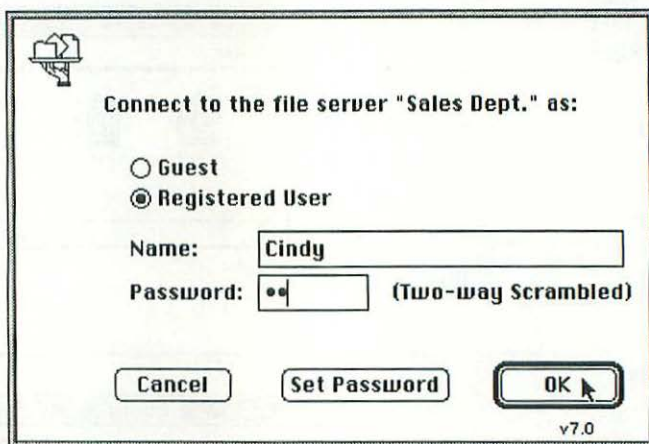 Connect to the file server "Sales Dept." as:
Guest
Registered User
Name: Cindy
Password: •• (Two-way Scrambled)
Cancel Set Password OK
v7.0